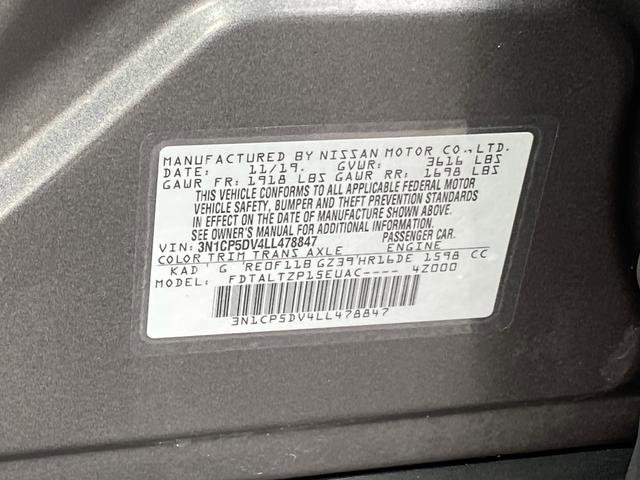 MANUFACTURED BY NISSAN MOTOR CO.,LTD.
DATE: 11/19. GVWR: 3616 LBS
GAWR FR: 1918 LBS GAWR RR: 1698 LBS
THIS VEHICLE CONFORMS TO ALL APPLICABLE FEDERAL MOTOR
VEHICLE SAFETY, BUMPER AND THEFT PREVENTION STANDARDS
IN EFFECT ON THE DATE OF MANUFACTURE SHOWN ABOVE.
SEE OWNER'S MANUAL FOR ADDITIONAL INFORMATION
VIN: 3N1CP5DV4LL478847 PASSENGER CAR.
COLOR TRIM TRANS AXLE ENGINE
KAD G RE0F11B GZ39 HR16DE 1598 CC
MODEL: FDTALTZP15EUAC---- 4Z000
3N1CP5DV4LL478847